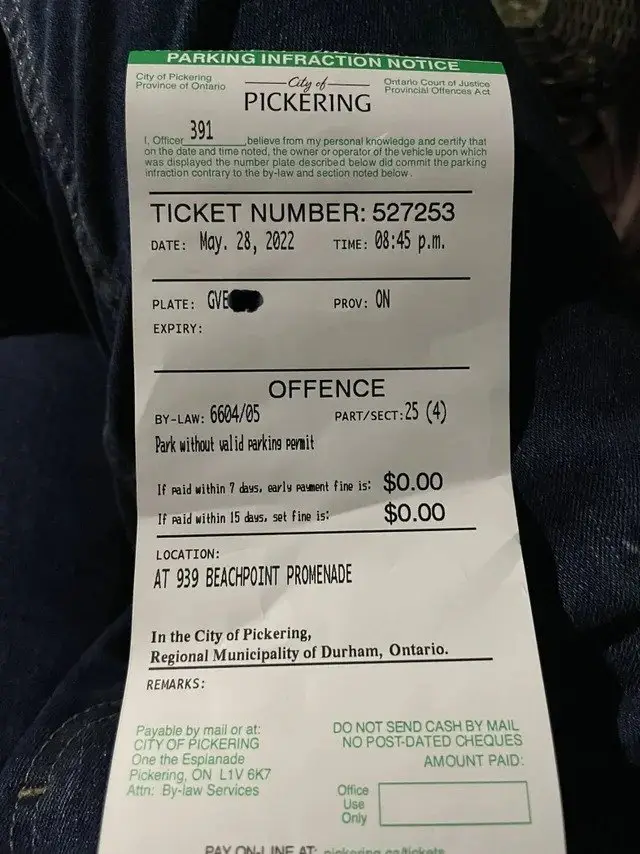 PARKING INFRACTION NOTICE
City of Pickering
Province of Ontario
City of
PICKERING
Ontario Court of Justice
Provincial Offences Act
I, Officer 391 ,believe from my personal knowledge and certify that
on the date and time noted, the owner or operator of the vehicle upon which
was displayed the number plate described below did commit the parking
infraction contrary to the by-law and section noted below.
TICKET NUMBER: 527253
DATE: May. 28, 2022 TIME: 08:45 p.m.
PLATE: GVE PROV: ON
EXPIRY:
OFFENCE
BY-LAW: 6604/05 PART/SECT: 25 (4)
Park without valid parking permit
If paid within 7 days, early payment fine is: $0.00
If paid within 15 days, set fine is: $0.00
LOCATION:
AT 939 BEACHPOINT PROMENADE
In the City of Pickering,
Regional Municipality of Durham, Ontario.
REMARKS:
Payable by mail or at:
CITY OF PICKERING
One the Esplanade
Pickering, ON L1V 6K7
Attn: By-law Services
DO NOT SEND CASH BY MAIL
NO POST-DATED CHEQUES
AMOUNT PAID:
Office
Use
Only
PAY ON-LINE AT: pickering.ca/tickets